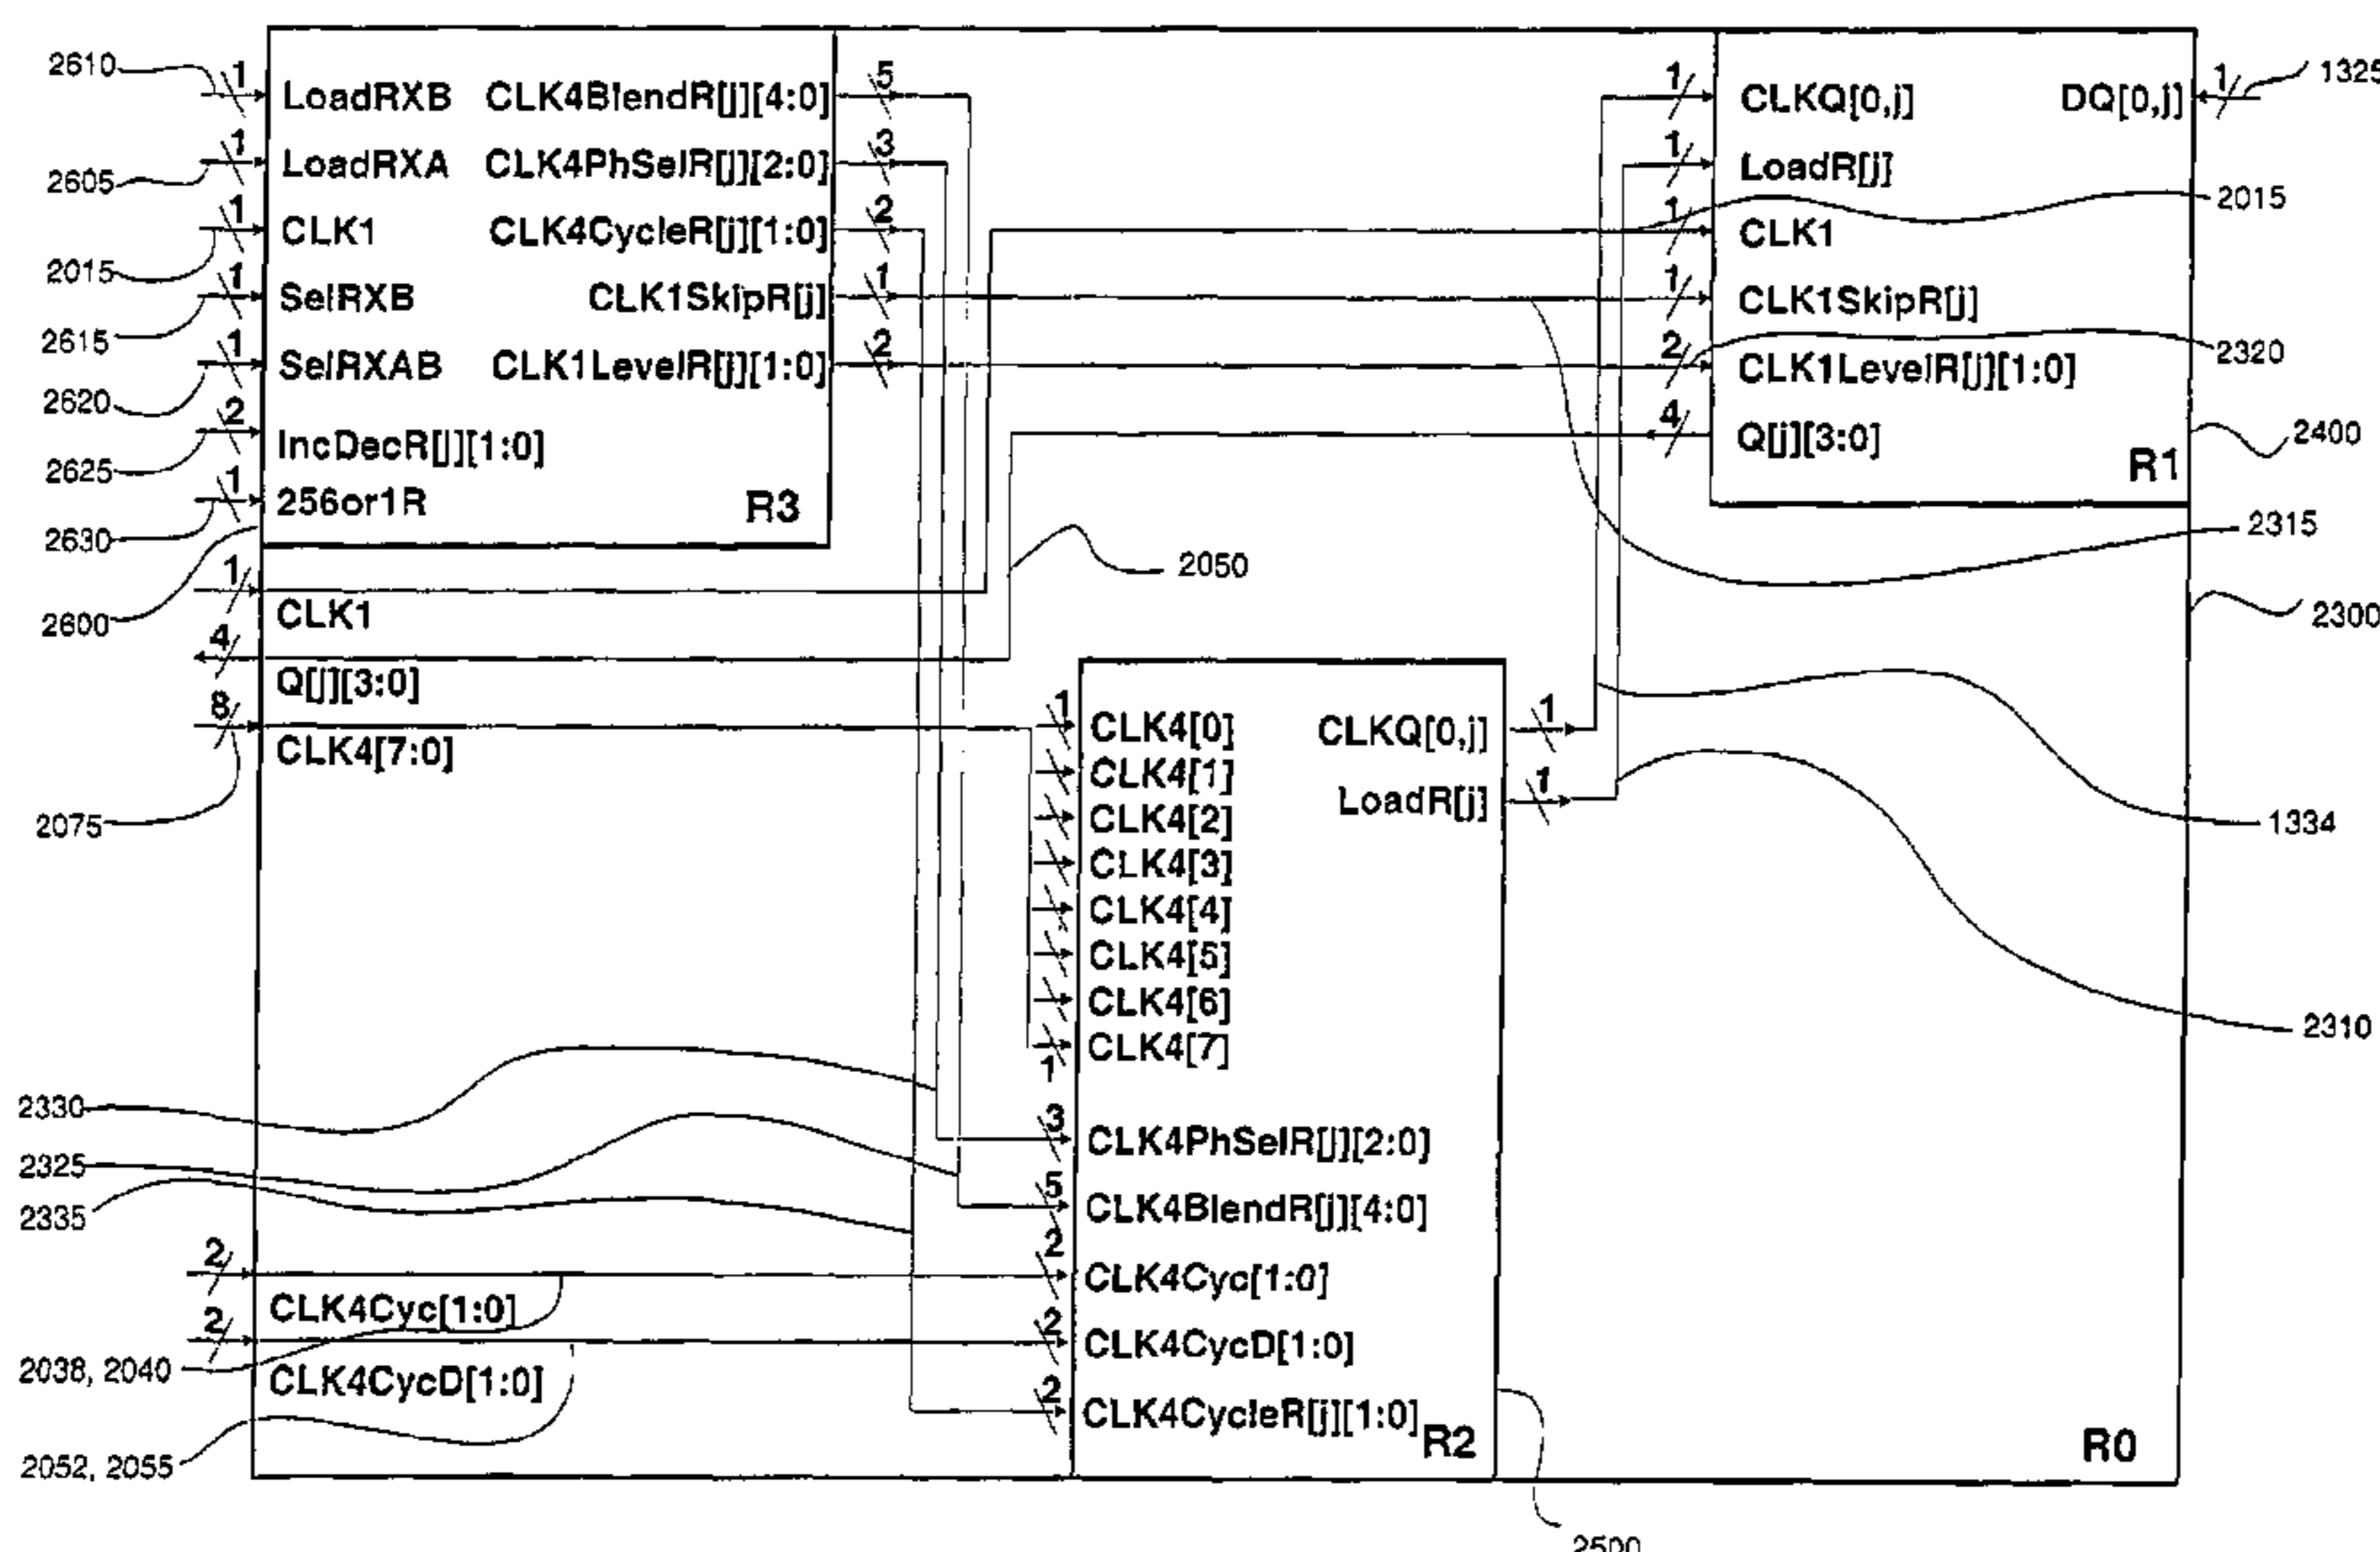 2610
1
LoadRXB
CLK4BlendR[j][4:0]
5
2605
1
LoadRXA
CLK4PhSelR[j][2:0]
3
2015
1
CLK1
CLK4CycleR[j][1:0]
2
2615
1
SelRXB
CLK1SkipR[j]
1
2620
1
SelRXAB
CLK1LevelR[j][1:0]
2
2625
2
IncDecR[j][1:0]
2630
1
256or1R
R3
2600
1
CLKQ[0,j]
DQ[0,j]
1
1325
1
LoadR[j]
1
CLK1
2015
1
CLK1SkipR[j]
2
CLK1LevelR[j][1:0]
2320
4
Q[j][3:0]
R1
2400
2315
2300
2050
1
CLK1
4
Q[j][3:0]
8
CLK4[7:0]
2075
1
CLK4[0]
CLK4[1]
CLK4[2]
CLK4[3]
CLK4[4]
CLK4[5]
CLK4[6]
CLK4[7]
1
CLKQ[0,j]
1
LoadR[j]
1
1334
2310
2330
2325
2335
3
CLK4PhSelR[j][2:0]
5
CLK4BlendR[j][4:0]
2
CLK4Cyc[1:0]
2
CLK4CycD[1:0]
2
CLK4CycleR[j][1:0]
R2
2
CLK4Cyc[1:0]
2
CLK4CycD[1:0]
2038, 2040
2052, 2055
R0
2500